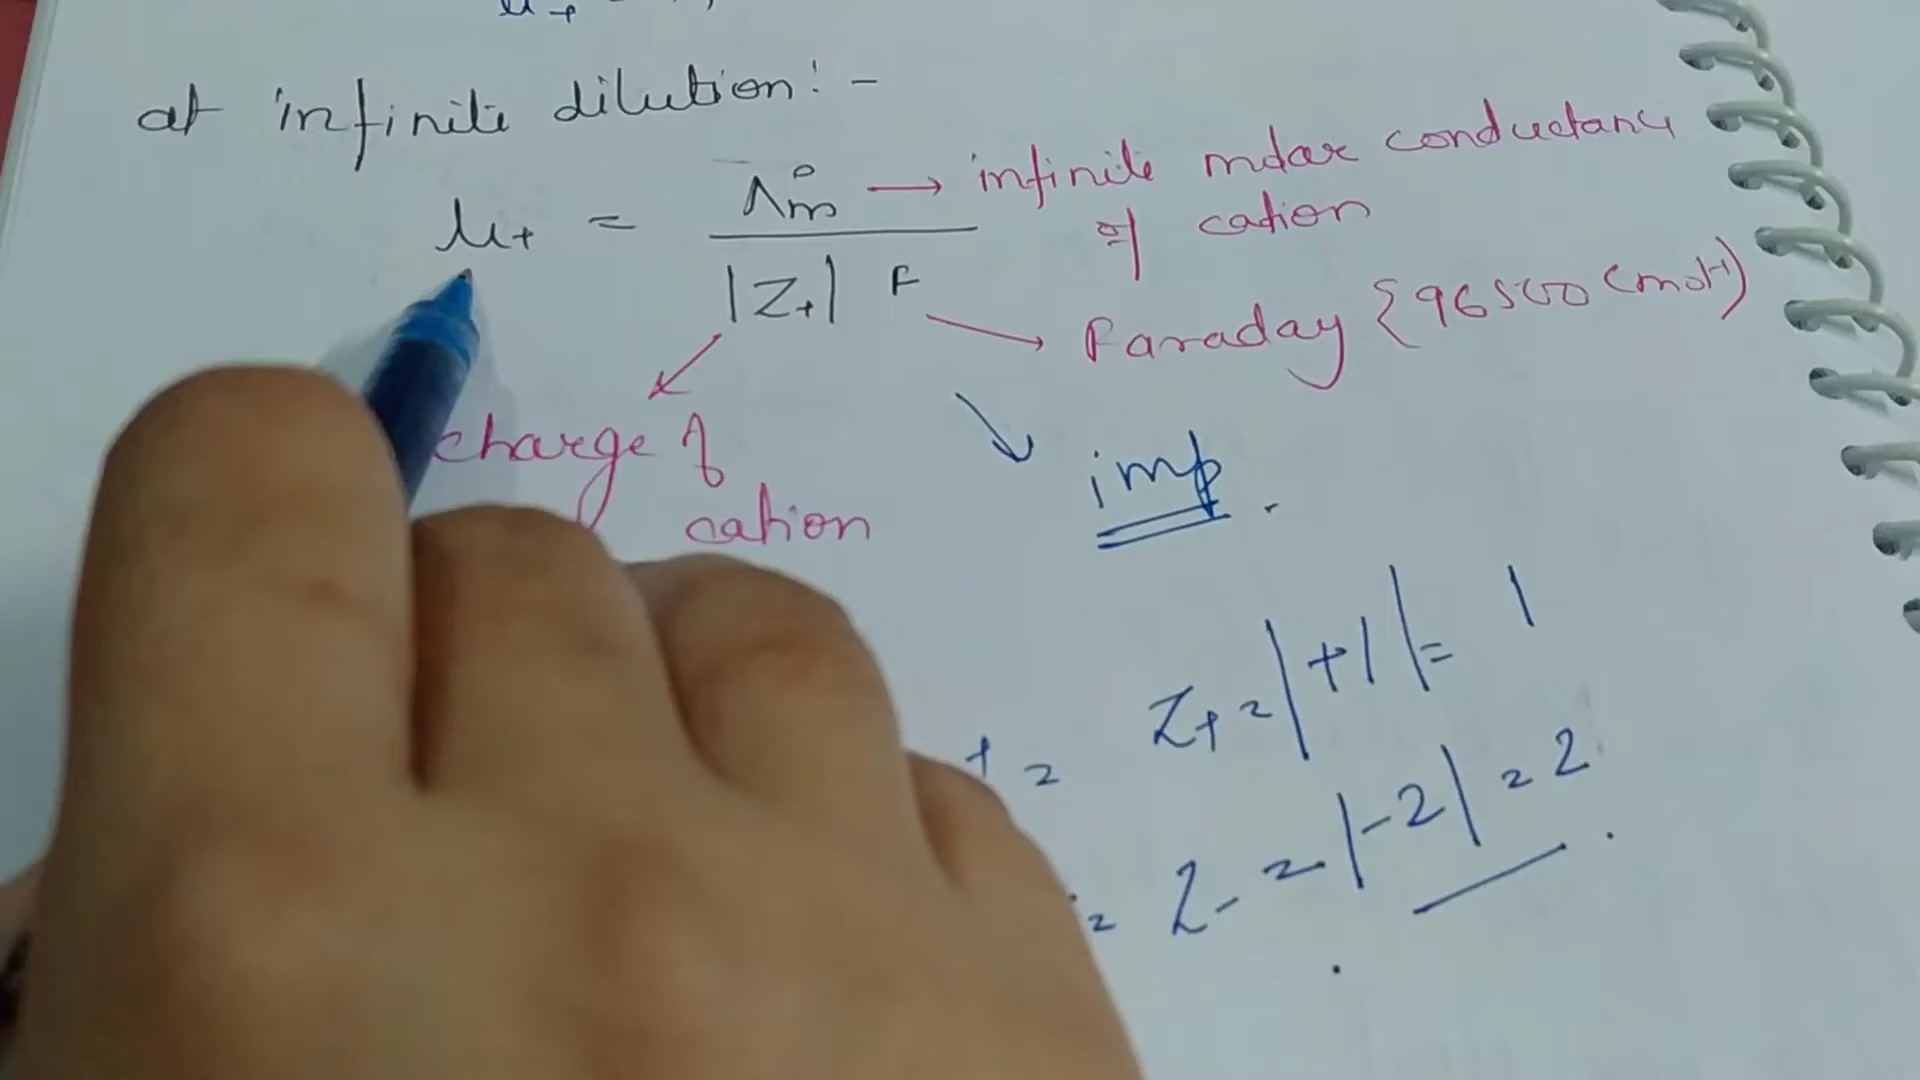 μ+
at infinite dilution:-
μ+ = Λ°m / |Z+| F
→ infinite molar conductance
of cation
→ Faraday {96500 C mol-1)
charge of
cation
imp.
Z+ = |+1| = 1
+ =
= Z- = |-2| = 2